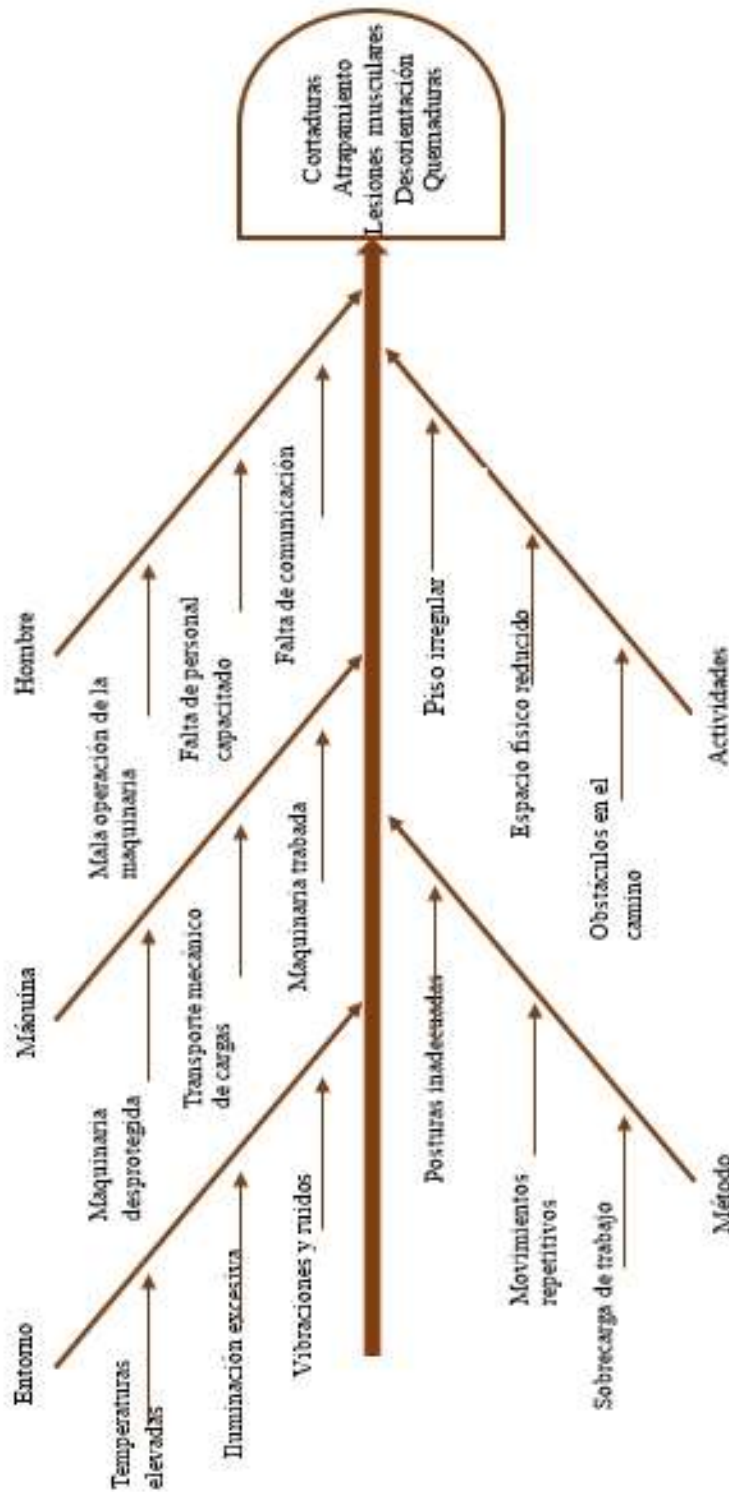 Entorno
Temperaturas
elevadas
Iluminación excesiva
Vibraciones y ruidos
Máquina
Maquinaria
desprotegida
Transporte mecánico
de cargas
Maquinaria trabada
Hombre
Mala operación de la
maquinaria
Falta de personal
capacitado
Falta de comunicación
Cortaduras
Atrapamiento
Lesiones musculares
Desorientación
Quemaduras
Posturas inadecuadas
Movimientos
repetitivos
Sobrecarga de trabajo
Método
Piso irregular
Espacio físico reducido
Obstáculos en el
camino
Actividades